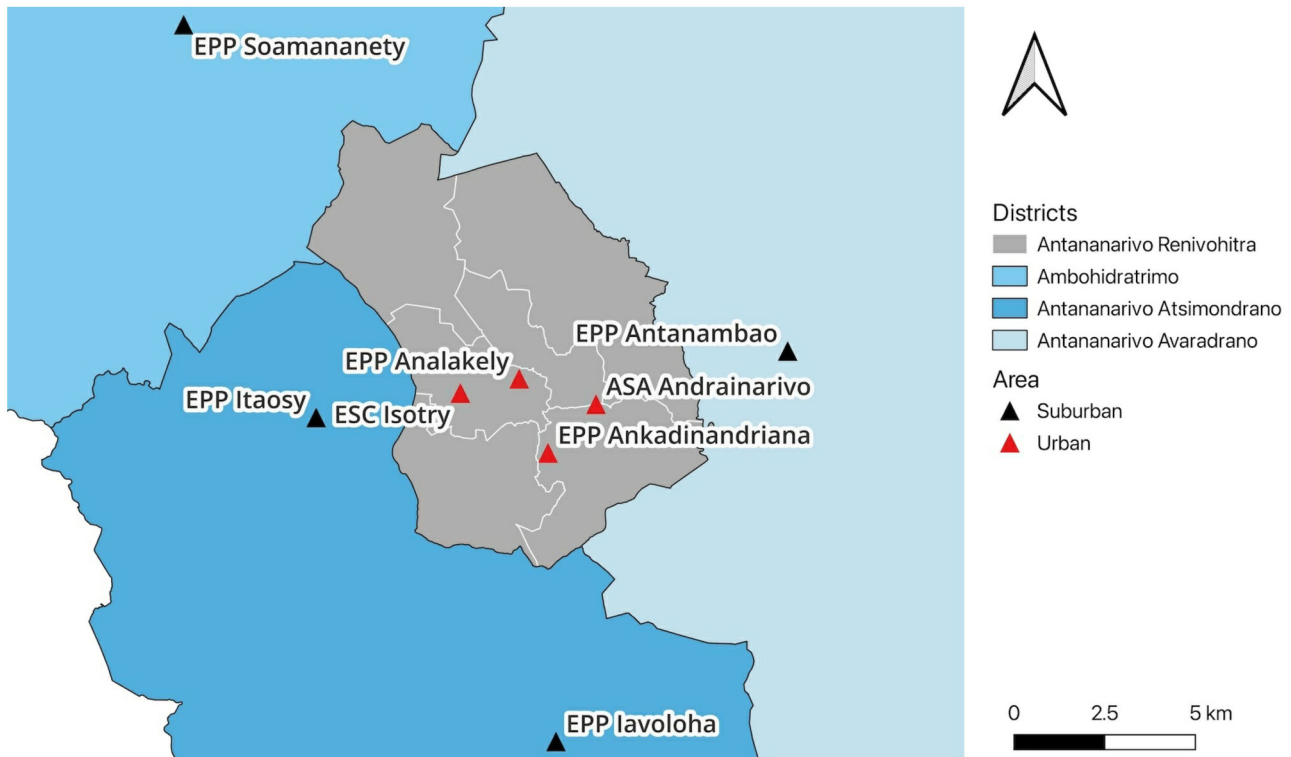 EPP Soamananety
EPP Antanambao
EPP Analakely
ASA Andrainarivo
EPP Itaosy
ESC Isotry
EPP Ankadinandriana
EPP Iavoloha
Districts
Antananarivo Renivohitra
Ambohidratrimo
Antananarivo Atsimondrano
Antananarivo Avaradrano
Area
Suburban
Urban
0 2.5 5 km